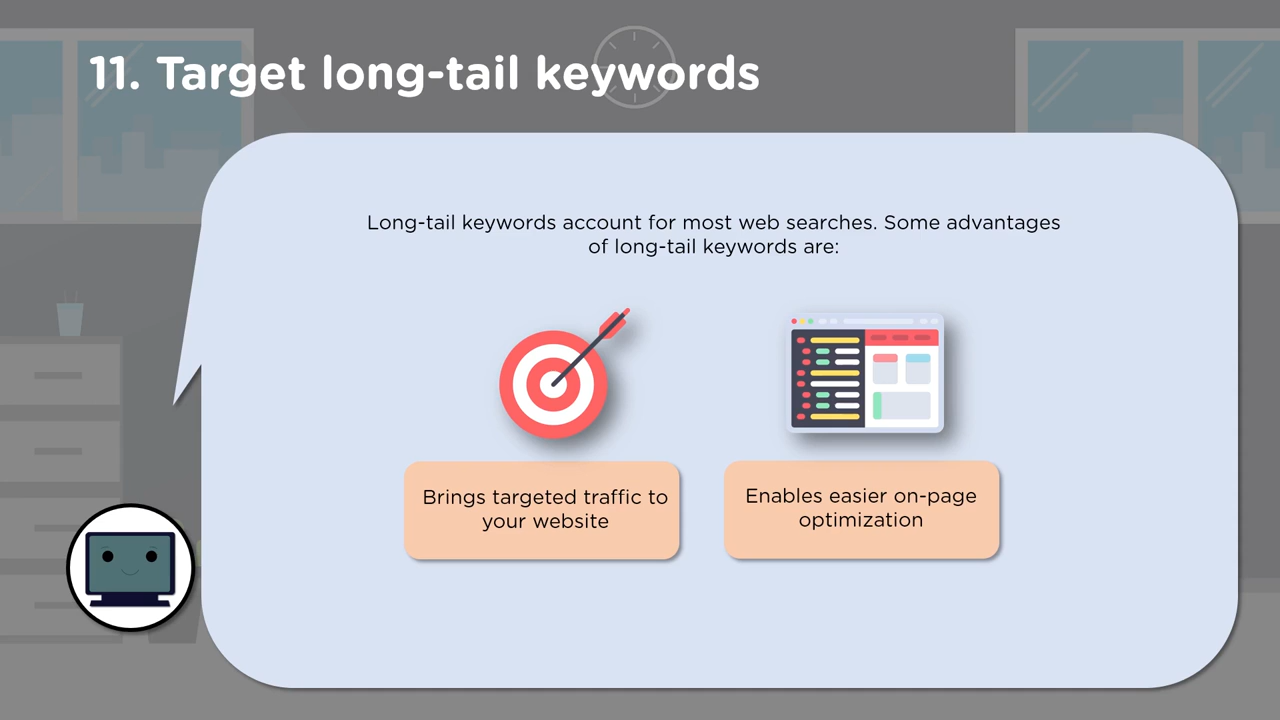 11. Target long-tail keywords
Long-tail keywords account for most web searches. Some advantages
of long-tail keywords are:
Brings targeted traffic to
your website
Enables easier on-page
optimization